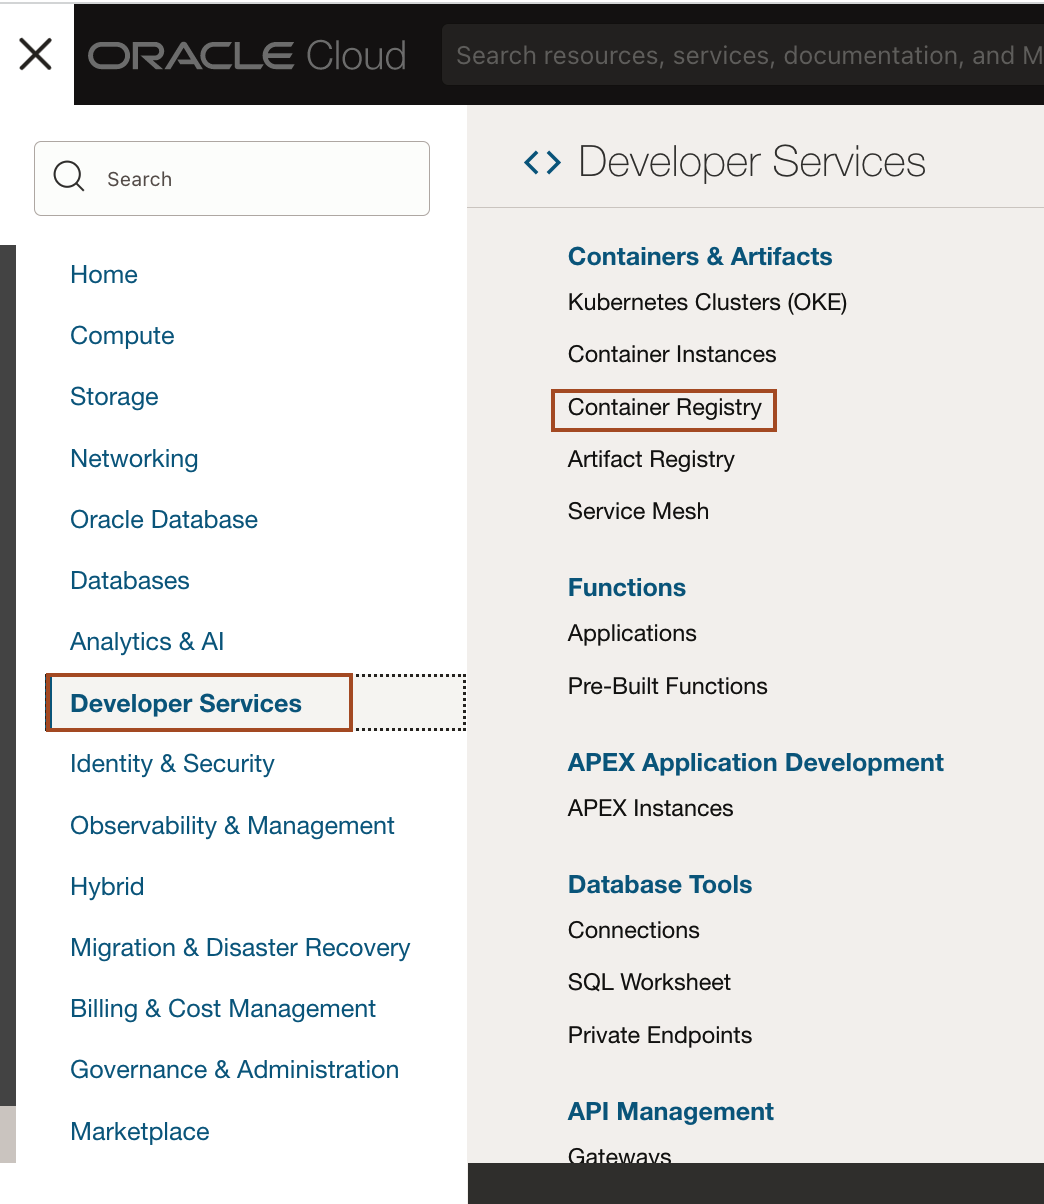 ORACLE Cloud
Search resources, services, documentation, and M
Search
Home
Compute
Storage
Networking
Oracle Database
Databases
Analytics & AI
Developer Services
Identity & Security
Observability & Management
Hybrid
Migration & Disaster Recovery
Billing & Cost Management
Governance & Administration
Marketplace
Developer Services
Containers & Artifacts
Kubernetes Clusters (OKE)
Container Instances
Container Registry
Artifact Registry
Service Mesh
Functions
Applications
Pre-Built Functions
APEX Application Development
APEX Instances
Database Tools
Connections
SQL Worksheet
Private Endpoints
API Management
Gateways